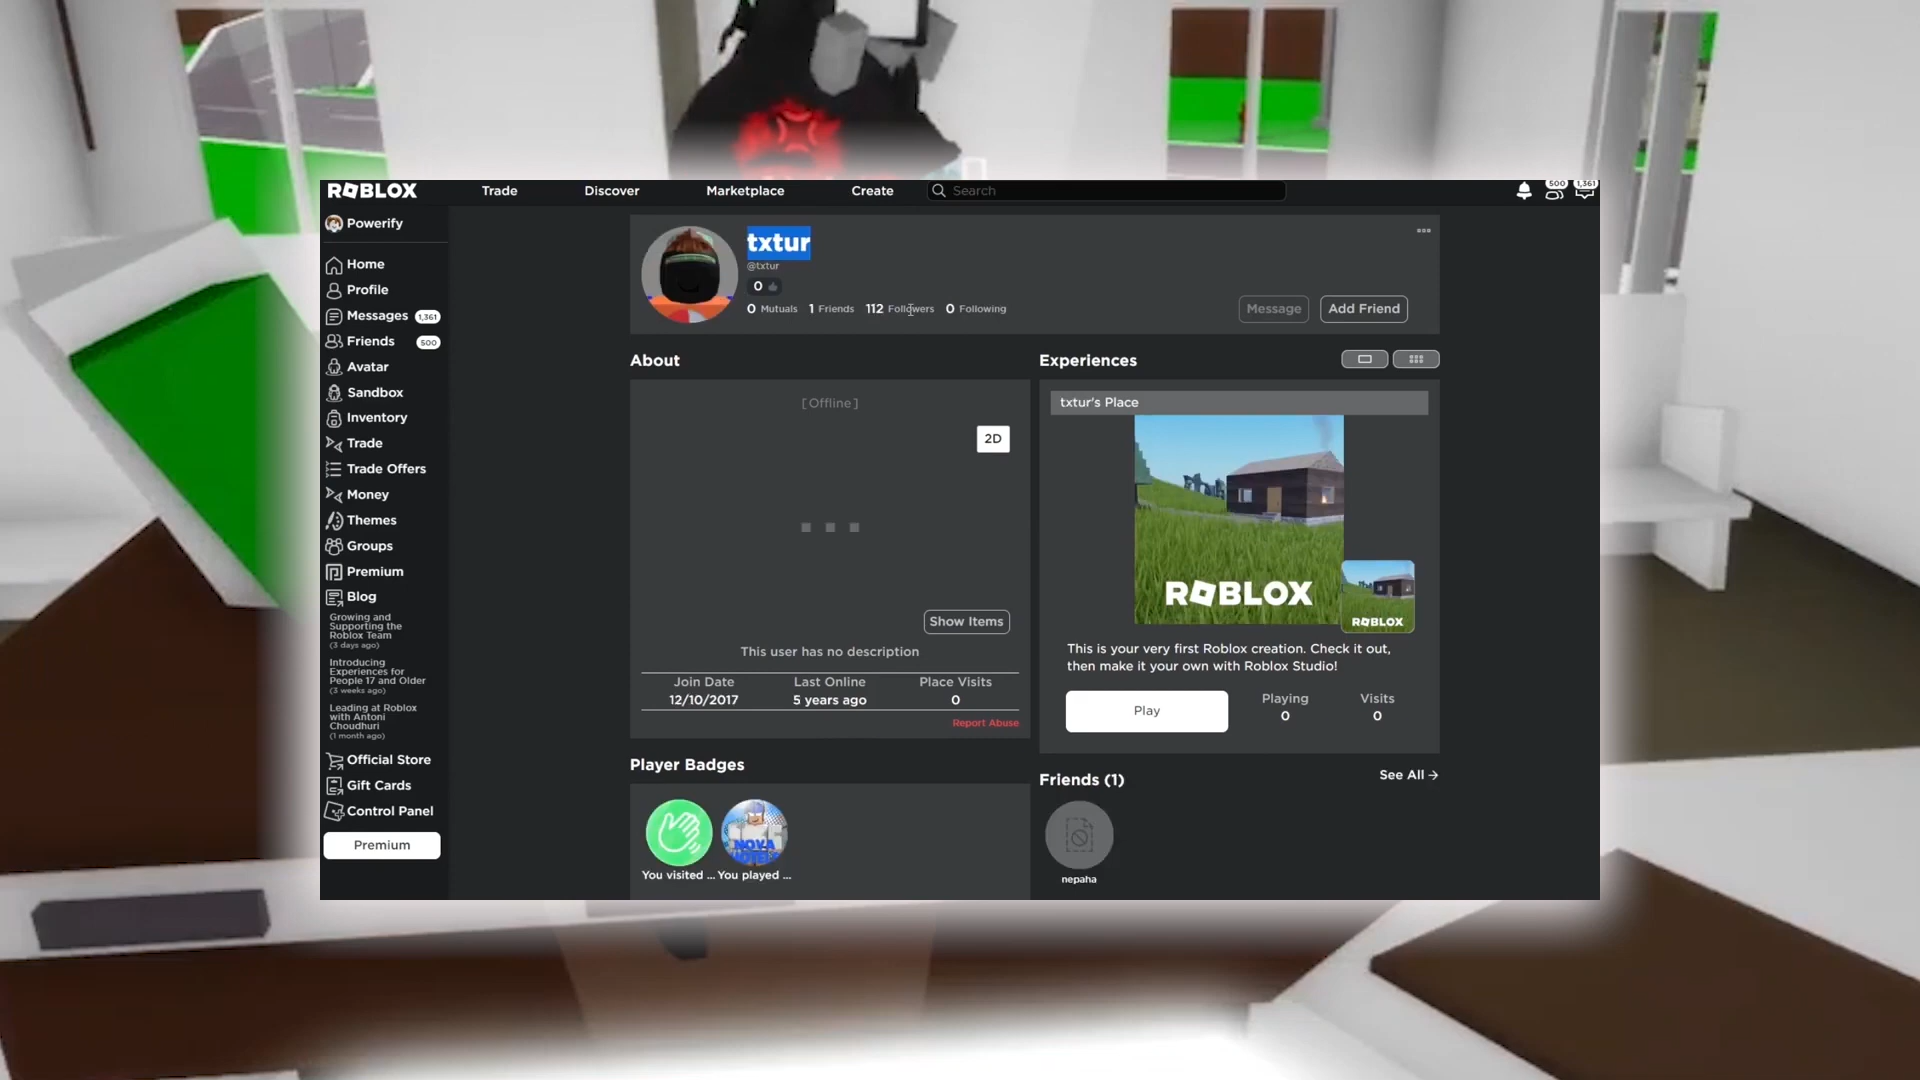 ROBLOX
Trade
Discover
Marketplace
Create
Search
500
1,361
Powerify
Home
Profile
Messages 1,361
Friends 500
Avatar
Sandbox
Inventory
Trade
Trade Offers
Money
Themes
Groups
Premium
Blog
Growing and
Supporting the
Roblox Team
(3 days ago)
Introducing
Experiences for
People 17 and Older
(3 weeks ago)
Leading at Roblox
with Antoni
Choudhuri
(1 month ago)
Official Store
Gift Cards
Control Panel
Premium
txtur
@txtur
0
0 Mutuals 1 Friends 112 Followers 0 Following
Message
Add Friend
About
[Offline]
2D
Show Items
This user has no description
Join Date Last Online Place Visits
12/10/2017 5 years ago 0
Report Abuse
Player Badges
You visited ...
NOVA
HOTELS
You played ...
Experiences
txtur's Place
ROBLOX
ROBLOX
This is your very first Roblox creation. Check it out,
then make it your own with Roblox Studio!
Play
Playing Visits
0 0
Friends (1)
See All →
nepaha